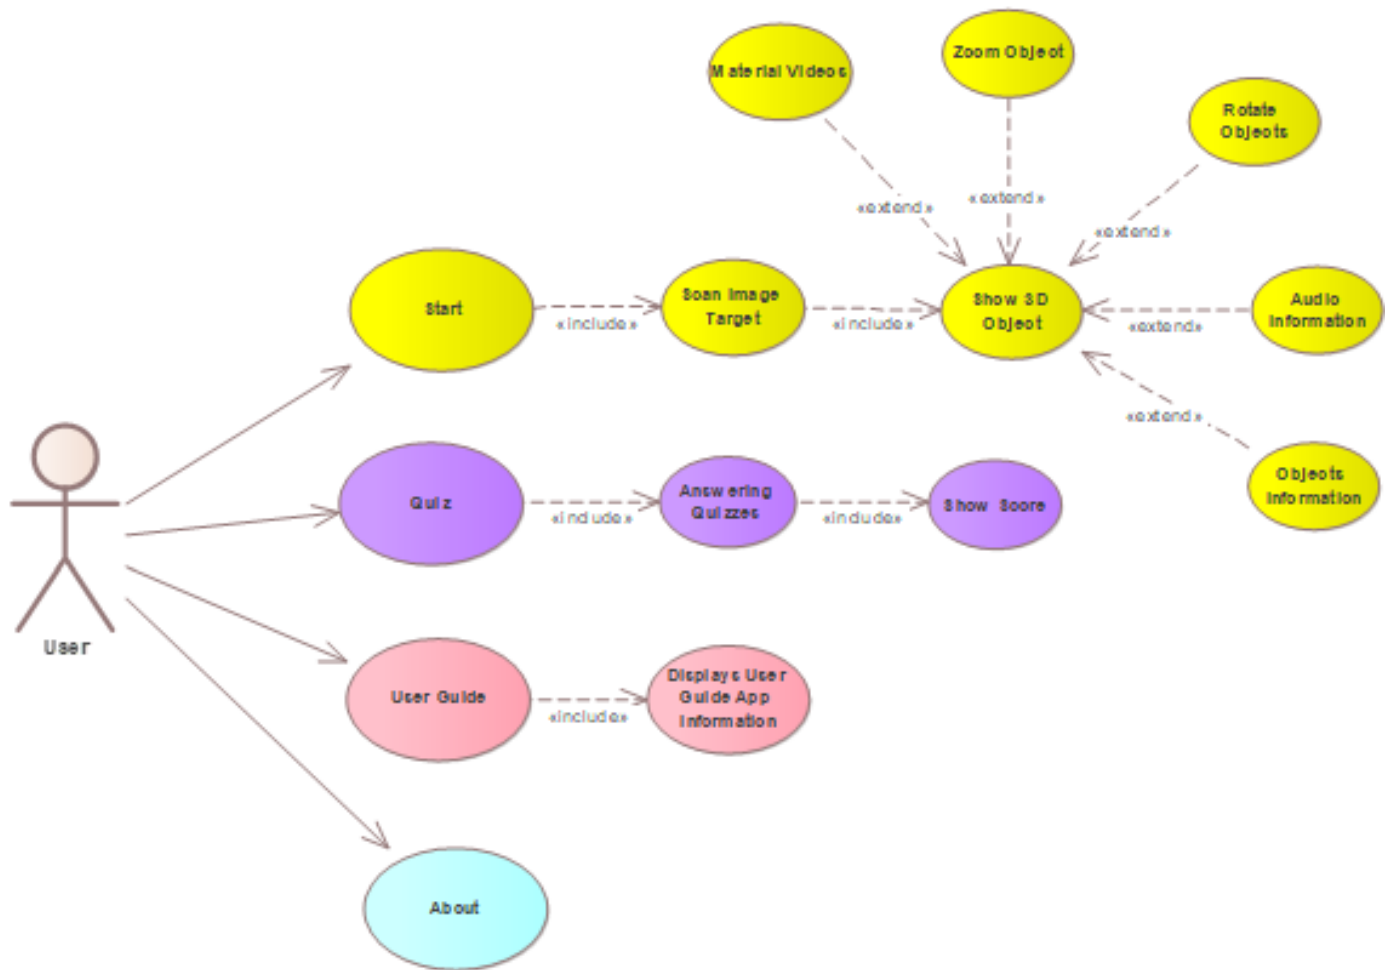 Material Videos
Zoom Object
Rotate
Objects
«extend»
«extend»
«extend»
Start
«include»
Scan Image
Target
«include»
Show 3D
Object
«extend»
Audio
Information
«extend»
Objects
Information
Quiz
«include»
Answering
Quizzes
«include»
Show Score
User
User Guide
«include»
Displays User
Guide App
Information
About